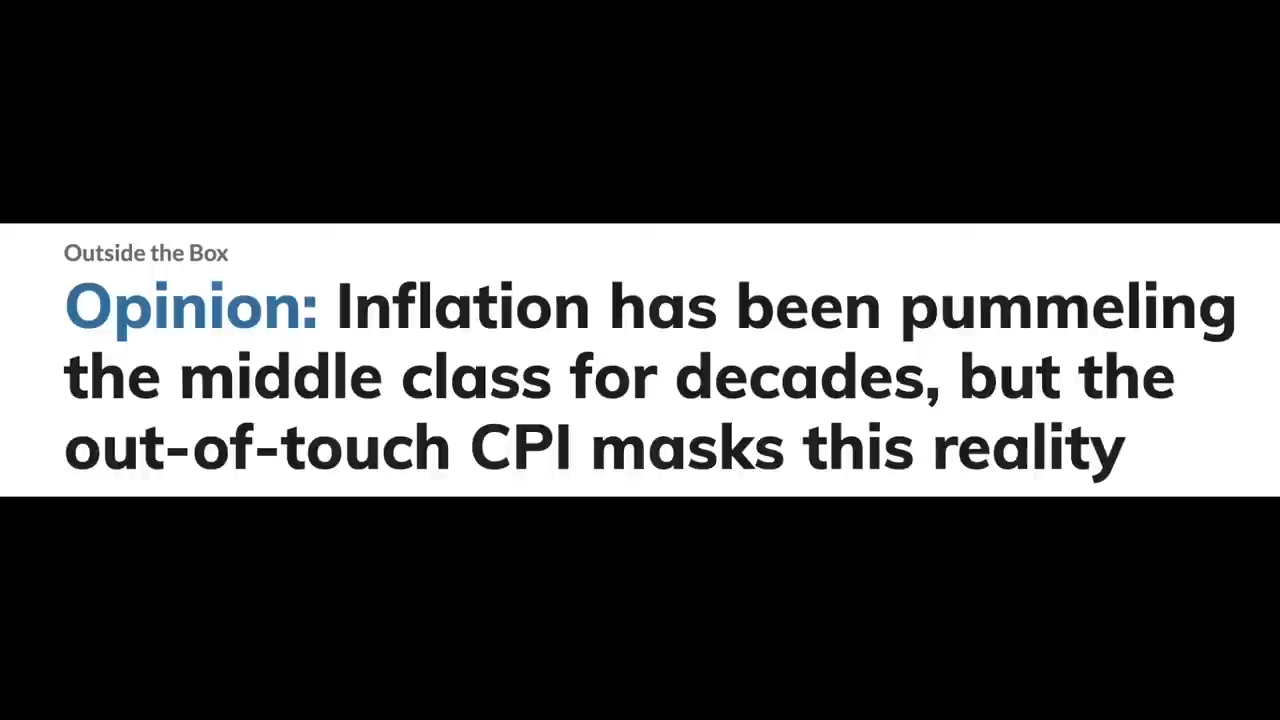 Outside the Box
Opinion: Inflation has been pummeling
the middle class for decades, but the
out-of-touch CPI masks this reality